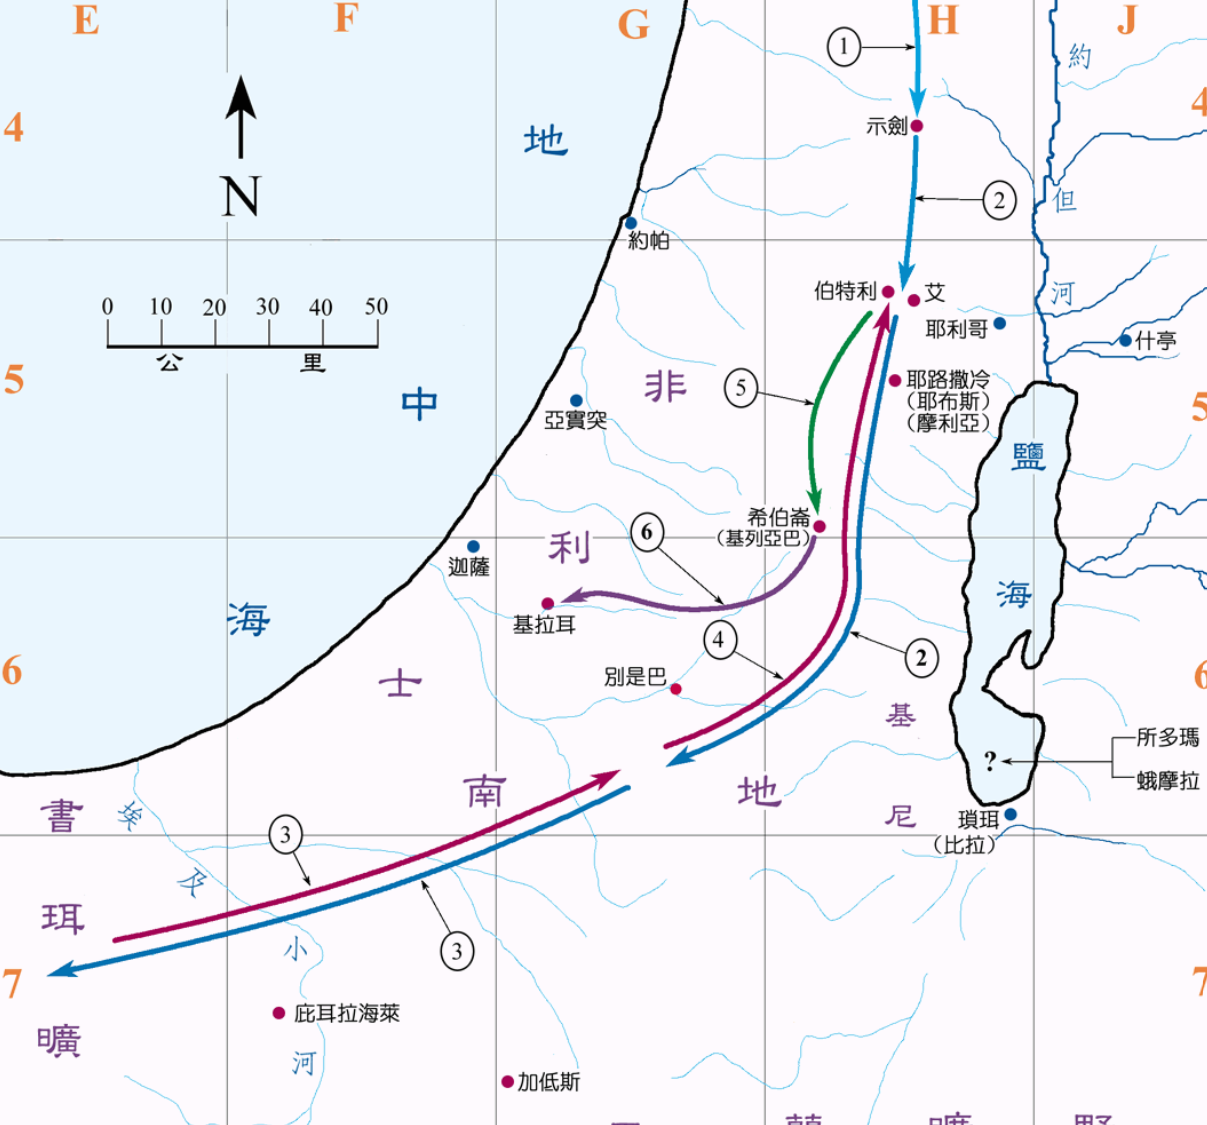 E
F
G
H
J
①
約
4
4
示劍
地
N
②
但
約帕
0 10 20 30 40 50
公 里
伯特利
艾
河
耶利哥
什亭
5
5
中
非
⑤
亞實突
耶路撒冷
(耶布斯)
(摩利亞)
鹽
希伯崙
(基列亞巴)
⑥
利
迦薩
海
海
基拉耳
④
②
6
6
士
別是巴
基
所多瑪
?
蛾摩拉
南
地
書
埃
尼
瑣珥
(比拉)
③
及
珥
小
③
7
7
庇耳拉海萊
曠
河
加低斯
曠
野